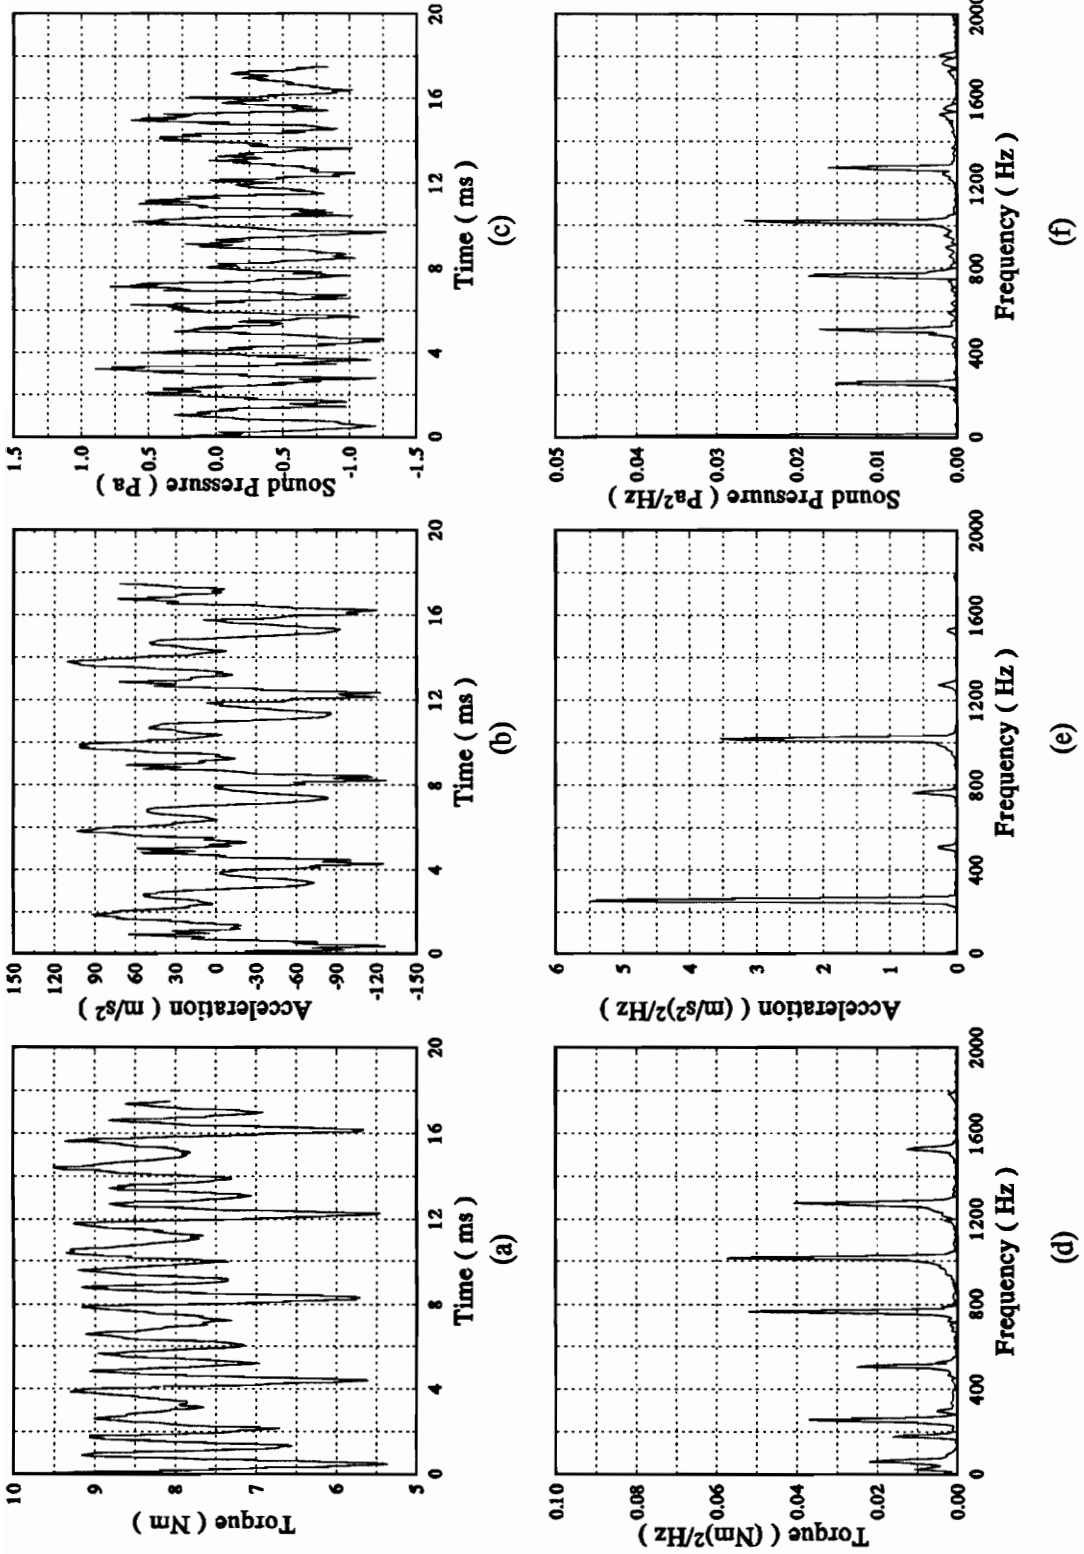 10
9
8
7
6
5
Torque ( Nm )
0 4 8 12 16 20
Time ( ms )
(a)
150
120
90
60
30
0
-30
-60
-90
-120
-150
Acceleration ( m/s²)
0 4 8 12 16 20
Time ( ms )
(b)
1.5
1.0
0.5
0.0
-0.5
-1.0
-1.5
Sound Pressure ( Pa )
0 4 8 12 16 20
Time ( ms )
(c)
0.10
0.08
0.06
0.04
0.02
0.00
Torque ( (Nm)²/Hz )
0 400 800 1200 1600 2000
Frequency ( Hz )
(d)
6
5
4
3
2
1
0
Acceleration ( (m/s²)²/Hz )
0 400 800 1200 1600 2000
Frequency ( Hz )
(e)
0.05
0.04
0.03
0.02
0.01
0.00
Sound Pressure ( Pa²/Hz )
0 400 800 1200 1600 2000
Frequency ( Hz )
(f)